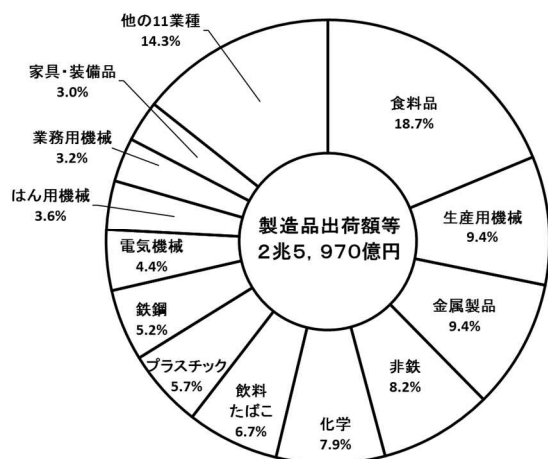 製造品出荷額等
2兆5, 970億円
食料品
18.7%
生産用機械
9.4%
金属製品
9.4%
非鉄
8.2%
化学
7.9%
飲料
たばこ
6.7%
プラスチック
5.7%
鉄鋼
5.2%
電気機械
4.4%
はん用機械
3.6%
業務用機械
3.2%
家具・装備品
3.0%
他の11業種
14.3%